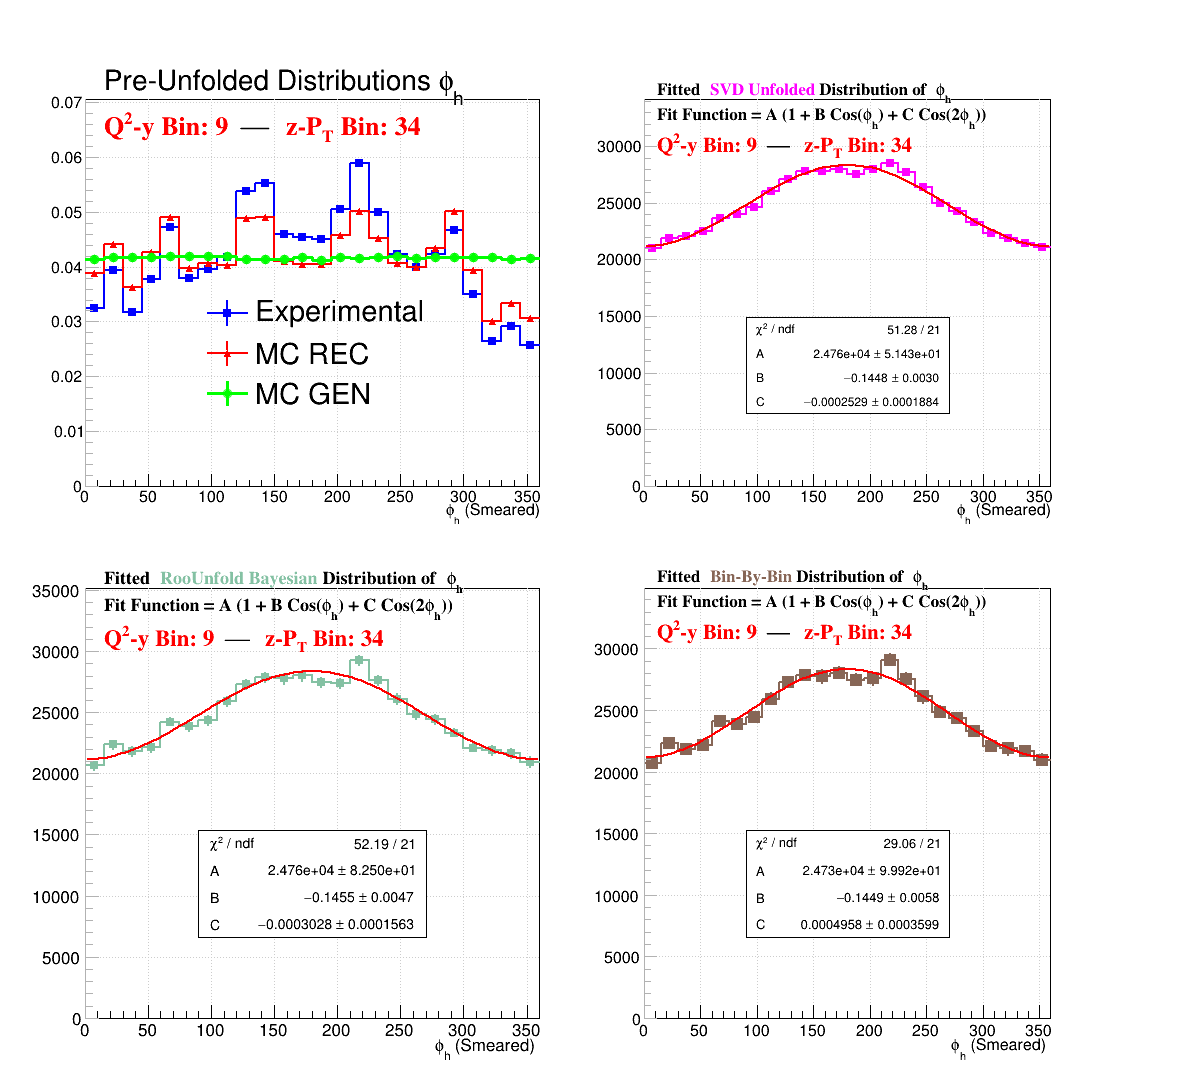 Pre-Unfolded Distributions ϕh
Q2-y Bin: 9 — z-PT Bin: 34
0.07
0.06
0.05
0.04
0.03
0.02
0.01
0
Experimental
MC REC
MC GEN
0 50 100 150 200 250 300 350
ϕh (Smeared)
Fitted SVD Unfolded Distribution of ϕh
Fit Function = A (1 + B Cos(ϕh) + C Cos(2ϕh))
Q2-y Bin: 9 — z-PT Bin: 34
30000
25000
20000
15000
10000
5000
0
χ2 / ndf 51.28 / 21
A 2.476e+04 ± 5.143e+01
B −0.1448 ± 0.0030
C −0.0002529 ± 0.0001884
0 50 100 150 200 250 300 350
ϕh (Smeared)
Fitted RooUnfold Bayesian Distribution of ϕh
Fit Function = A (1 + B Cos(ϕh) + C Cos(2ϕh))
Q2-y Bin: 9 — z-PT Bin: 34
35000
30000
25000
20000
15000
10000
5000
0
χ2 / ndf 52.19 / 21
A 2.476e+04 ± 8.250e+01
B −0.1455 ± 0.0047
C −0.0003028 ± 0.0001563
0 50 100 150 200 250 300 350
ϕh (Smeared)
Fitted Bin-By-Bin Distribution of ϕh
Fit Function = A (1 + B Cos(ϕh) + C Cos(2ϕh))
Q2-y Bin: 9 — z-PT Bin: 34
30000
25000
20000
15000
10000
5000
0
χ2 / ndf 29.06 / 21
A 2.473e+04 ± 9.992e+01
B −0.1449 ± 0.0058
C 0.0004958 ± 0.0003599
0 50 100 150 200 250 300 350
ϕh (Smeared)